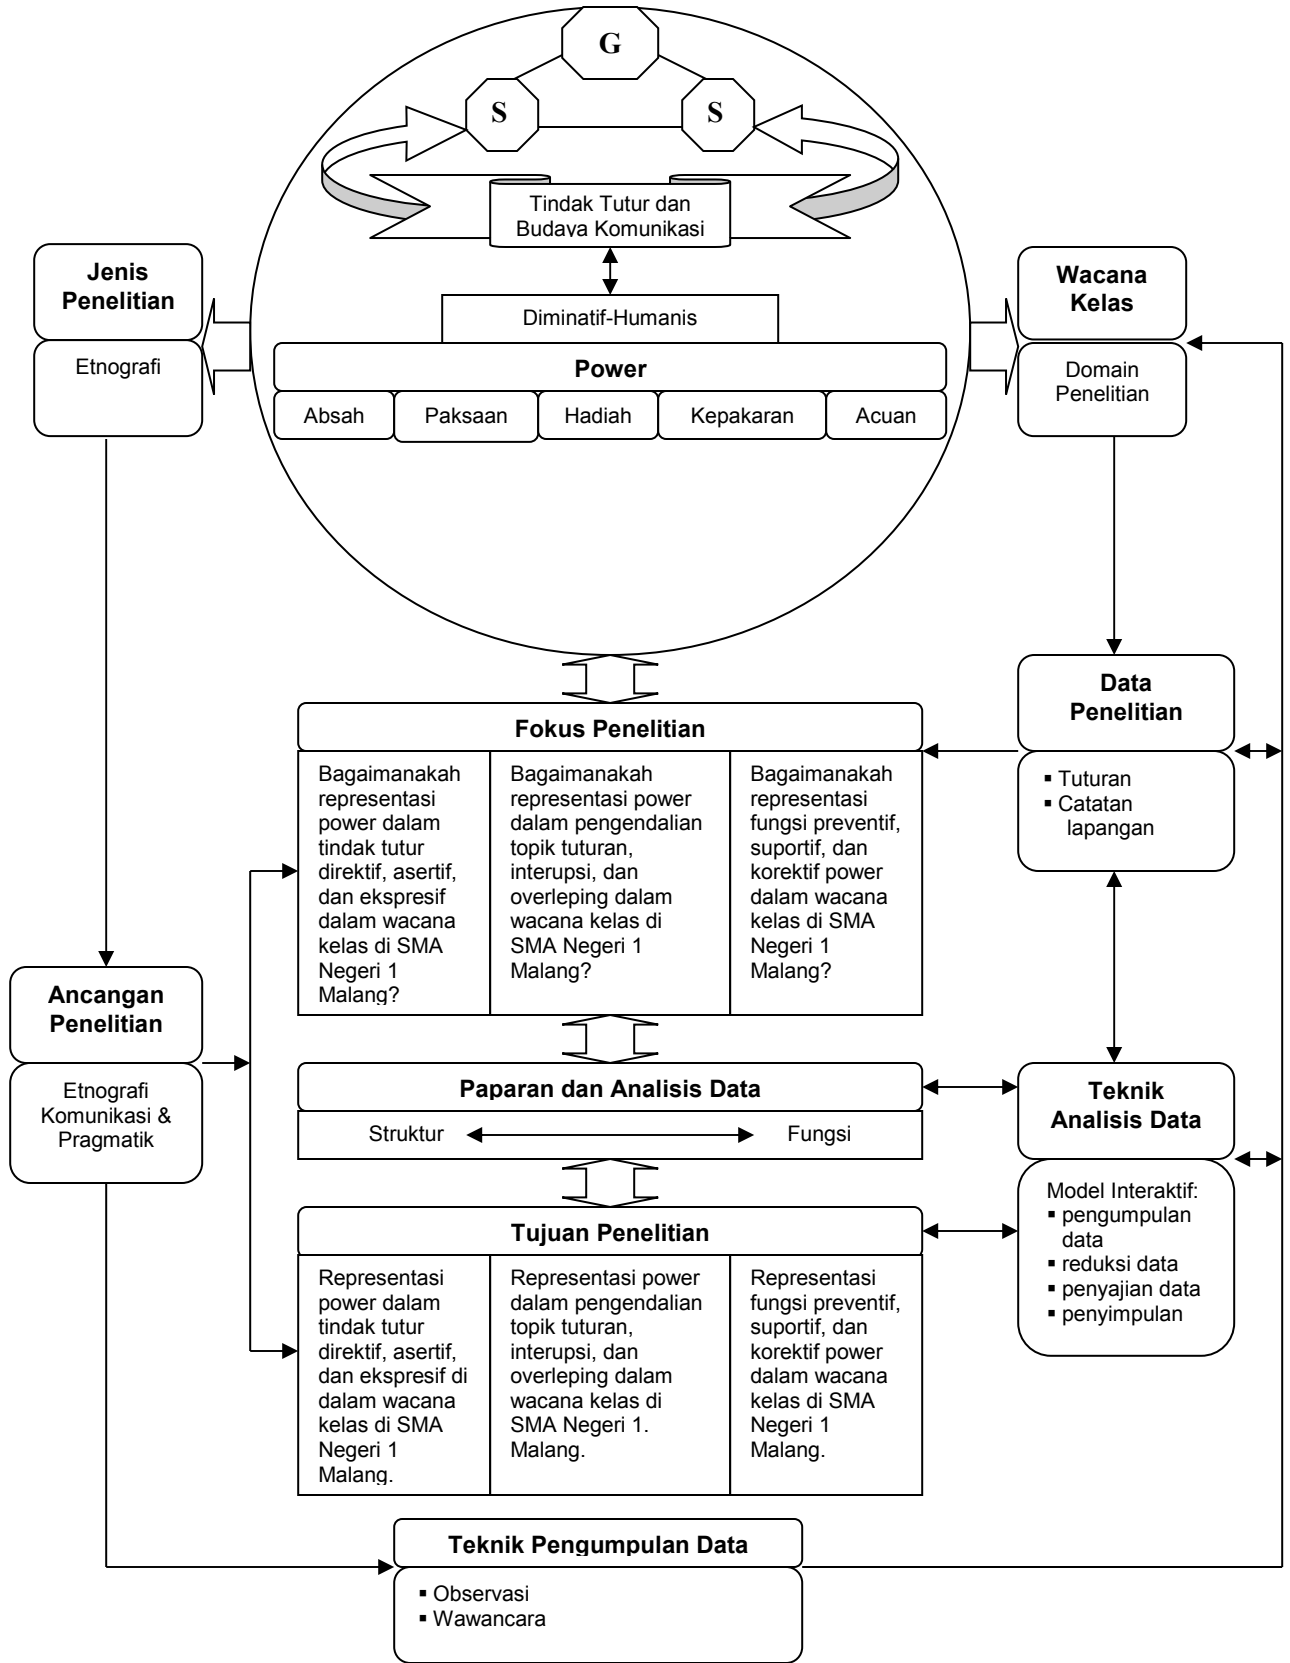 G
S
S
Tindak Tutur dan
Budaya Komunikasi
Jenis
Penelitian
Etnografi
Wacana
Kelas
Domain
Penelitian
Diminatif-Humanis
Power
Absah
Paksaan
Hadiah
Kepakaran
Acuan
Data
Penelitian
▪ Tuturan
▪ Catatan
lapangan
Fokus Penelitian
Bagaimanakah
representasi
power dalam
tindak tutur
direktif, asertif,
dan ekspresif
dalam wacana
kelas di SMA
Negeri 1
Malang?
Bagaimanakah
representasi power
dalam pengendalian
topik tuturan,
interupsi, dan
overleping dalam
wacana kelas di
SMA Negeri 1
Malang?
Bagaimanakah
representasi
fungsi preventif,
suportif, dan
korektif power
dalam wacana
kelas di SMA
Negeri 1
Malang?
Ancangan
Penelitian
Etnografi
Komunikasi &
Pragmatik
Paparan dan Analisis Data
Struktur
Fungsi
Teknik
Analisis Data
Model Interaktif:
▪ pengumpulan
data
▪ reduksi data
▪ penyajian data
▪ penyimpulan
Tujuan Penelitian
Representasi
power dalam
tindak tutur
direktif, asertif,
dan ekspresif di
dalam wacana
kelas di SMA
Negeri 1
Malang.
Representasi power
dalam pengendalian
topik tuturan,
interupsi, dan
overleping dalam
wacana kelas di
SMA Negeri 1.
Malang.
Representasi
fungsi preventif,
suportif, dan
korektif power
dalam wacana
kelas di SMA
Negeri 1
Malang.
Teknik Pengumpulan Data
▪ Observasi
▪ Wawancara